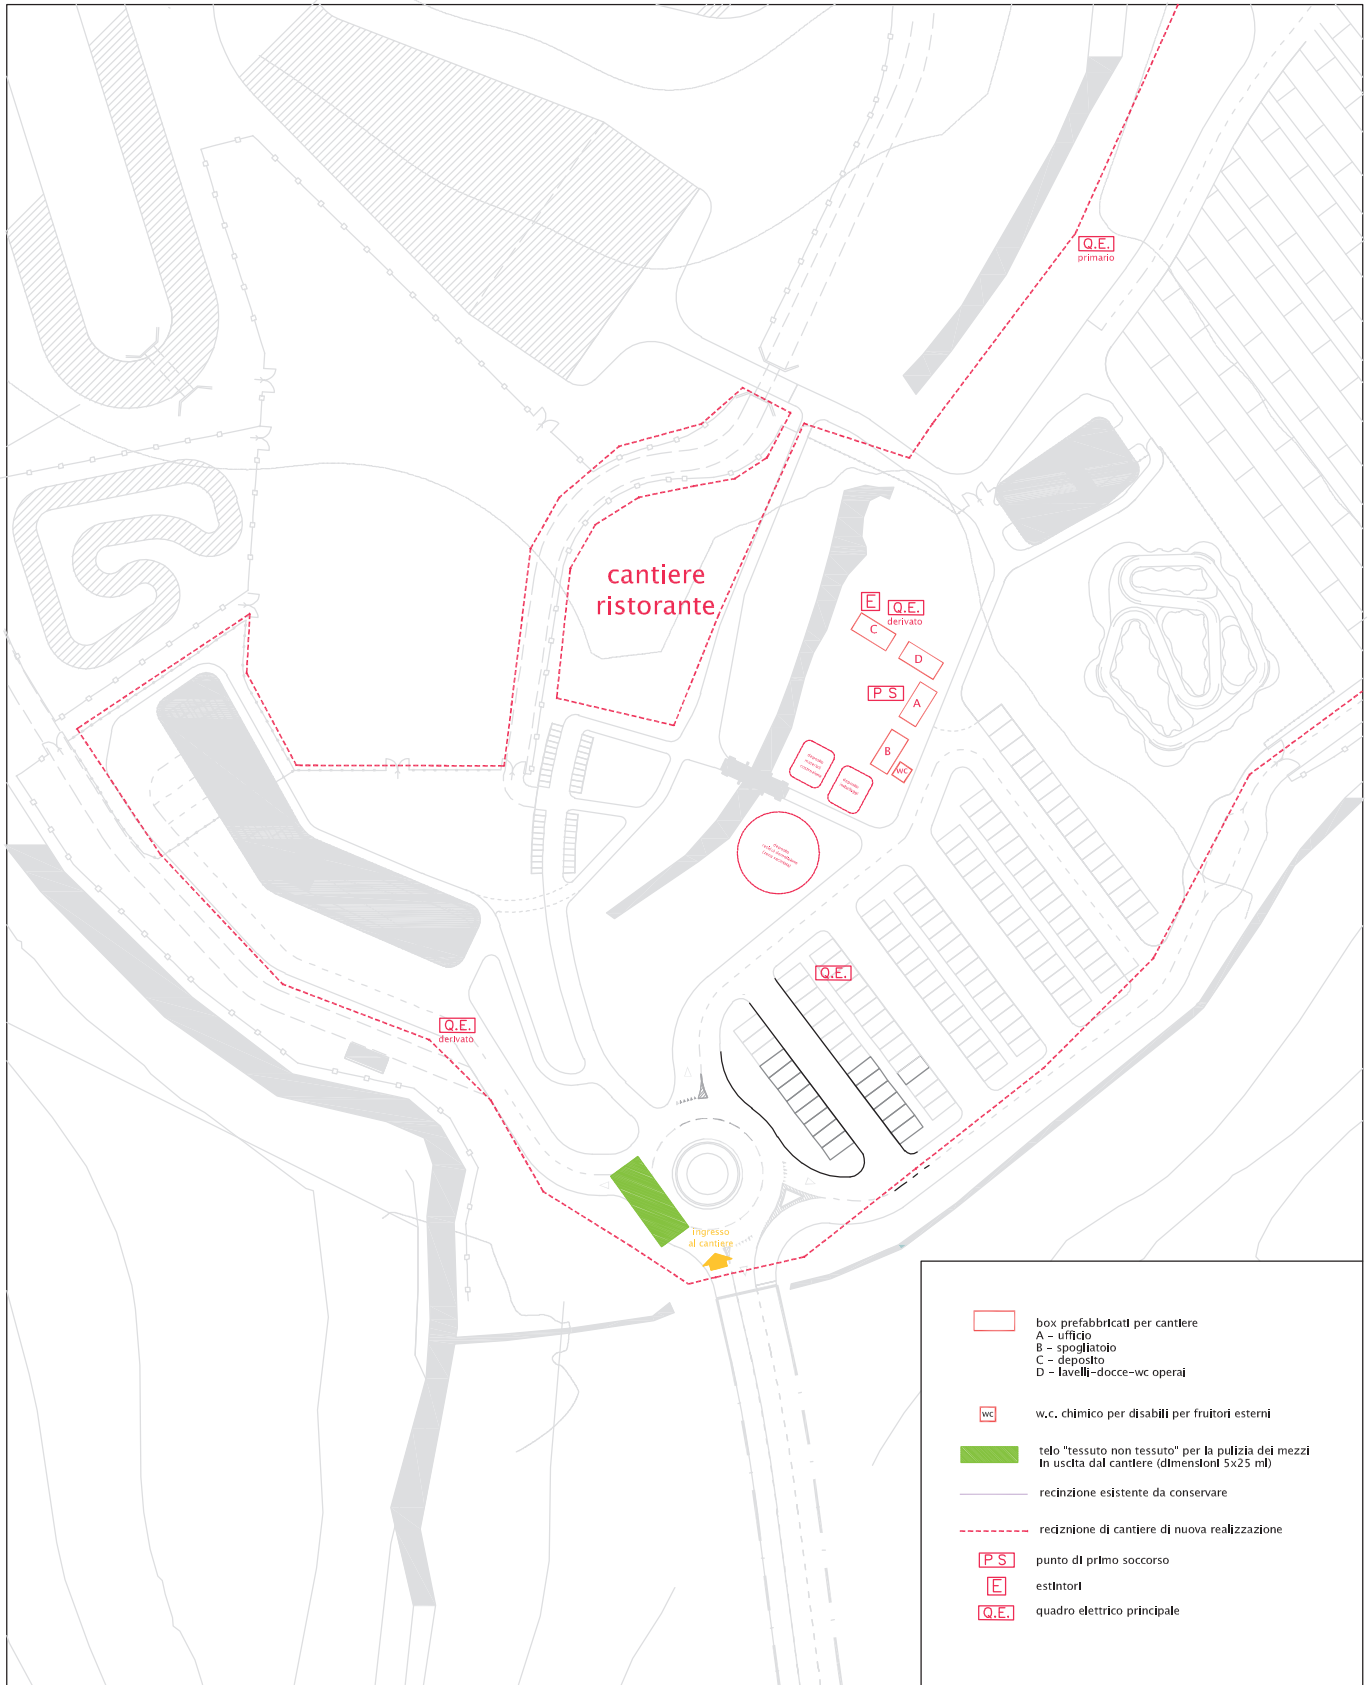 Q.E.
primario
cantiere
ristorante
E
Q.E.
derivato
C
D
P S
A
B
WC
deposito
deposito
Q.E.
Q.E.
derivato
ingresso
al cantiere
box prefabbricati per cantiere
A - ufficio
B - spogliatoio
C - deposito
D - lavelli-docce-wc operai
WC
w.c. chimico per disabili per fruitori esterni
telo "tessuto non tessuto" per la pulizia dei mezzi
in uscita dal cantiere (dimensioni 5x25 ml)
recinzione esistente da conservare
reciznione di cantiere di nuova realizzazione
P S
punto di primo soccorso
E
estintori
Q.E.
quadro elettrico principale